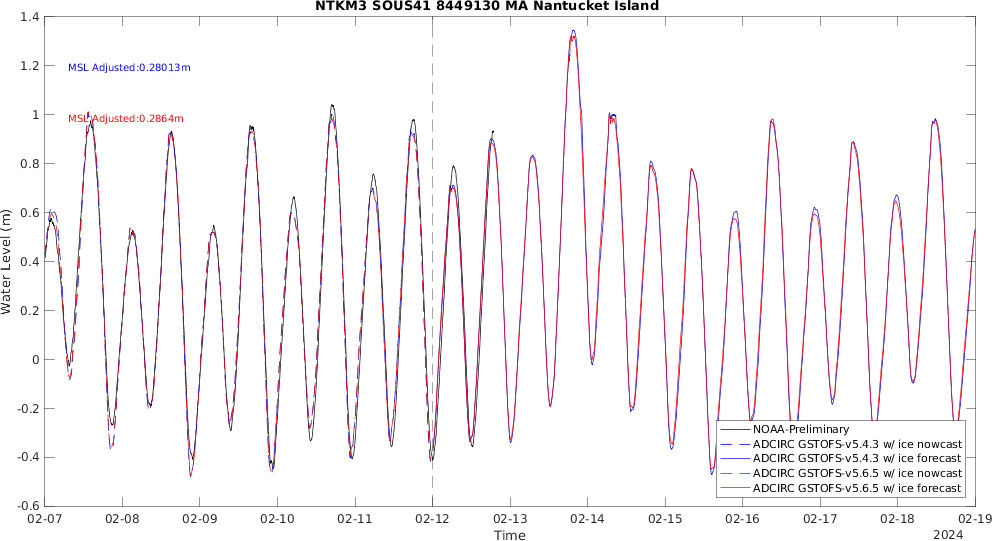 NTKM3 SOUS41 8449130 MA Nantucket Island
1.4
1.2
1
0.8
0.6
0.4
0.2
0
-0.2
-0.4
-0.6
Water Level (m)
MSL Adjusted:0.28013m
MSL Adjusted:0.2864m
NOAA-Preliminary
ADCIRC GSTOFS-v5.4.3 w/ ice nowcast
ADCIRC GSTOFS-v5.4.3 w/ ice forecast
ADCIRC GSTOFS-v5.6.5 w/ ice nowcast
ADCIRC GSTOFS-v5.6.5 w/ ice forecast
02-07 02-08 02-09 02-10 02-11 02-12 02-13 02-14 02-15 02-16 02-17 02-18 02-19
Time
2024